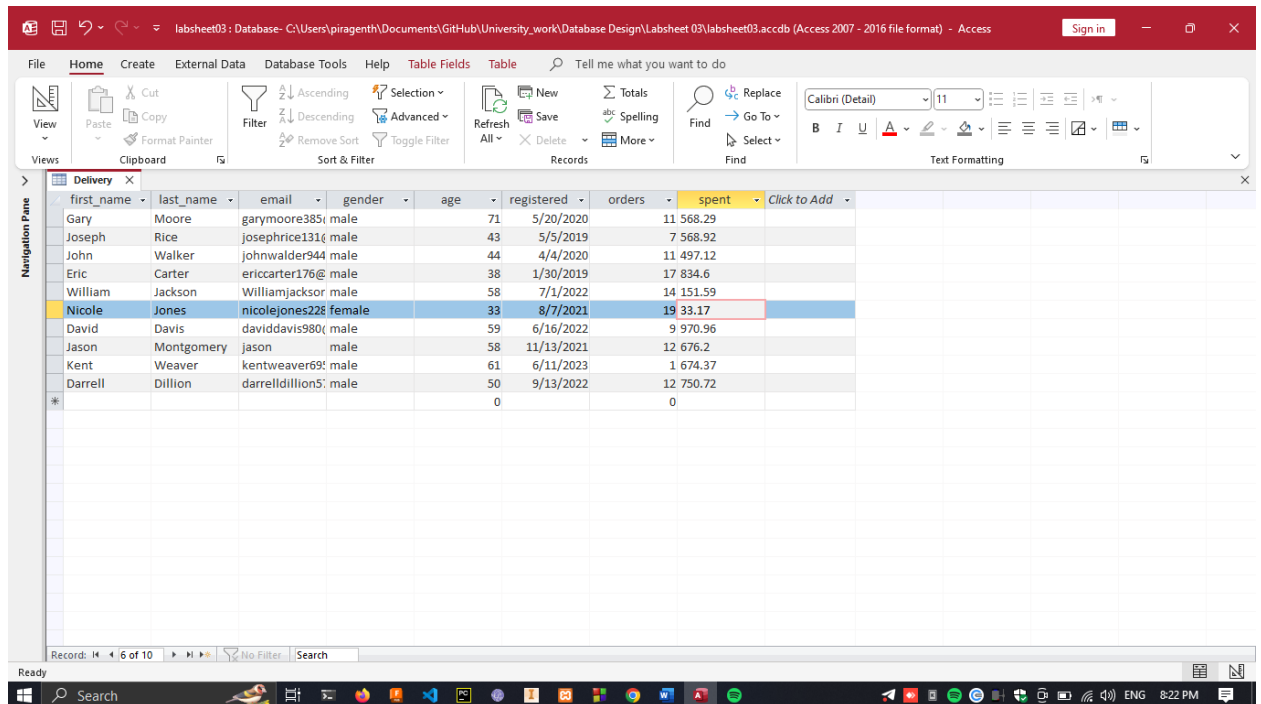 labsheet03 : Database- C:\Users\piragenth\Documents\GitHub\University_work\Database Design\Labsheet 03\labsheet03.accdb (Access 2007 - 2016 file format) - Access Sign in
File Home Create External Data Database Tools Help Table Fields Table Tell me what you want to do
View Paste Cut Copy Format Painter
Filter Ascending Descending Remove Sort Selection Advanced Toggle Filter
Refresh All New Save Delete Totals Spelling More
Find Replace Go To Select
Calibri (Detail) 11
B I U A
Views Clipboard Sort & Filter Records Find Text Formatting
Delivery
Navigation Pane
first_name last_name email gender age registered orders spent Click to Add
Gary Moore garymoore385( male 71 5/20/2020 11 568.29
Joseph Rice josephrice131( male 43 5/5/2019 7 568.92
John Walker johnwalder944 male 44 4/4/2020 11 497.12
Eric Carter ericcarter176@ male 38 1/30/2019 17 834.6
William Jackson Williamjackson male 58 7/1/2022 14 151.59
Nicole Jones nicolejones228 female 33 8/7/2021 19 33.17
David Davis daviddavis980( male 59 6/16/2022 9 970.96
Jason Montgomery jason male 58 11/13/2021 12 676.2
Kent Weaver kentweaver695 male 61 6/11/2023 1 674.37
Darrell Dillion darrelldillion57 male 50 9/13/2022 12 750.72
* 0 0
Record: 6 of 10 No Filter Search
Ready
Search ENG 8:22 PM